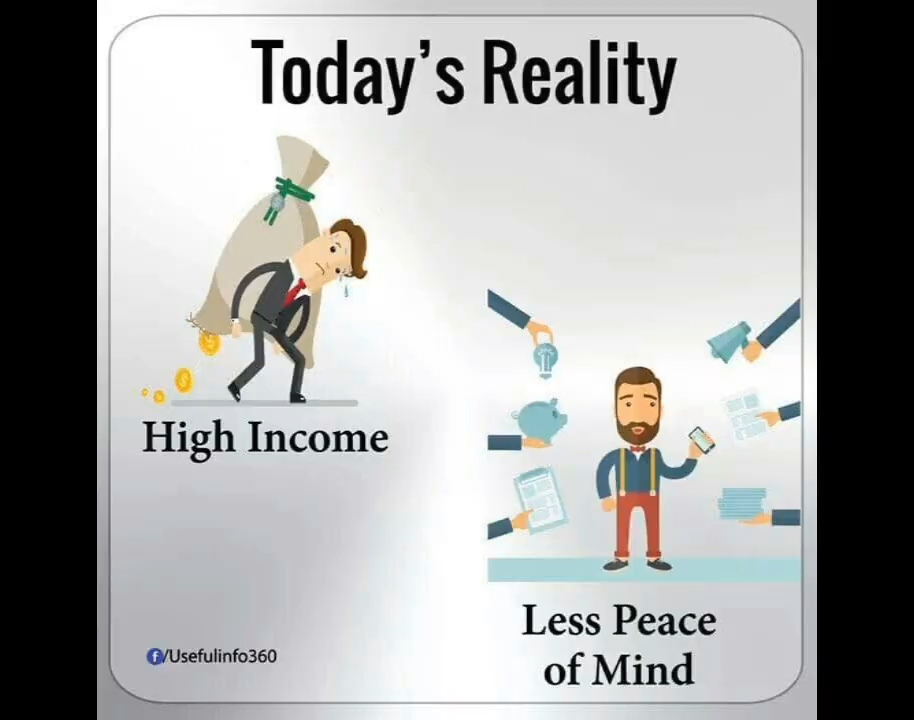 Today's Reality
High Income
Less Peace
of Mind
f/Usefulinfo360